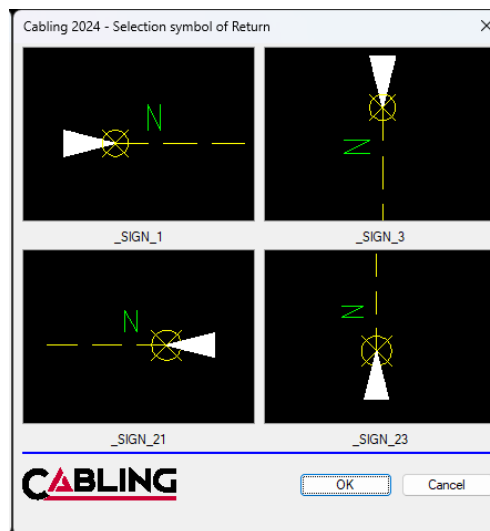 Cabling 2024 - Selection symbol of Return
N
N
_SIGN_1
_SIGN_3
N
N
_SIGN_21
_SIGN_23
CABLING
OK
Cancel